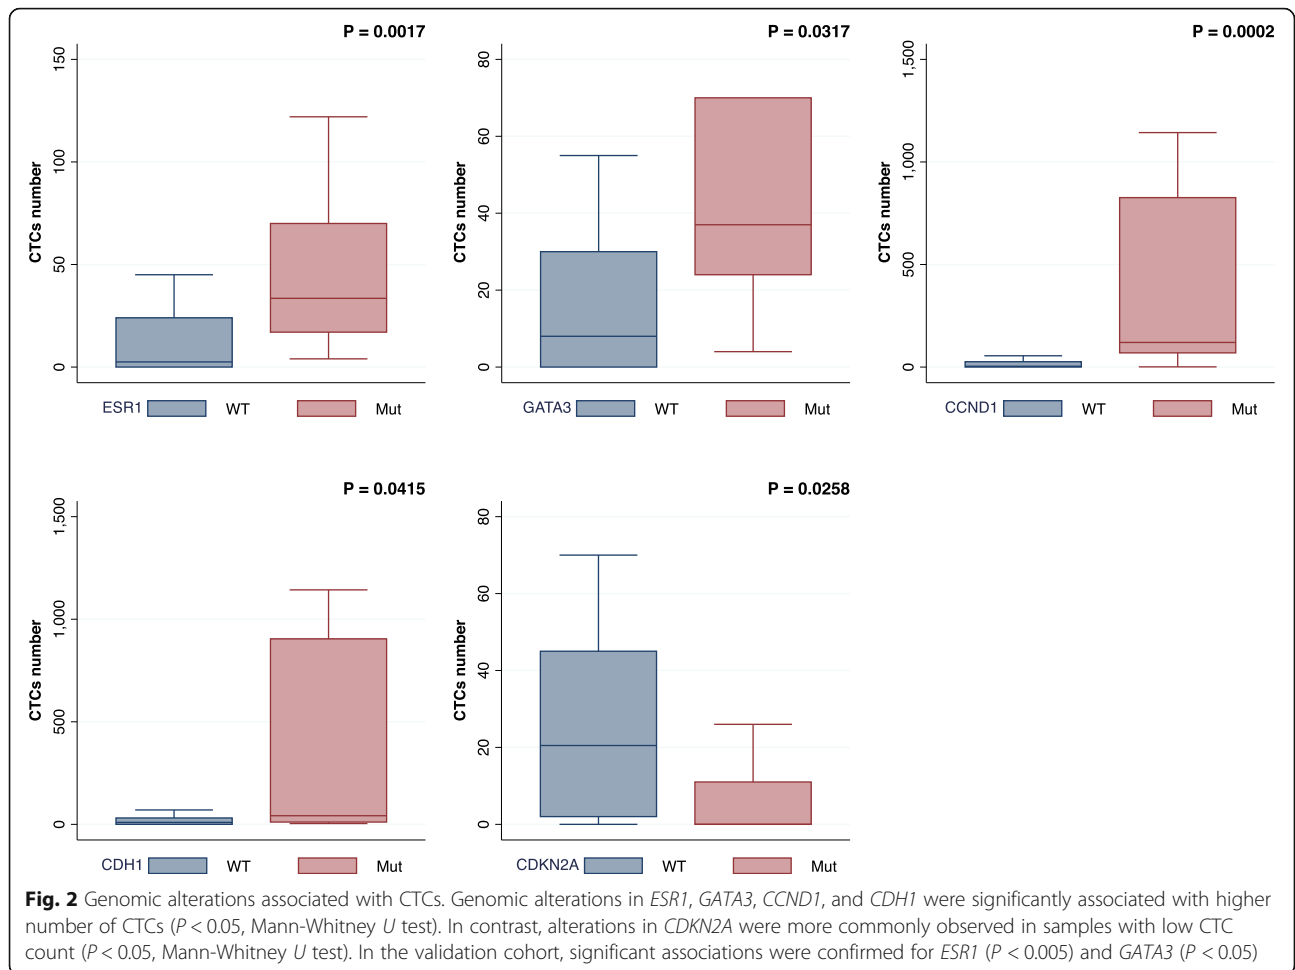 P = 0.0017
CTCs number
150
100
50
0
ESR1 WT Mut
P = 0.0317
CTCs number
80
60
40
20
0
GATA3 WT Mut
P = 0.0002
CTCs number
1,500
1,000
500
0
CCND1 WT Mut
P = 0.0415
CTCs number
1,500
1,000
500
0
CDH1 WT Mut
P = 0.0258
CTCs number
80
60
40
20
0
CDKN2A WT Mut
Fig. 2 Genomic alterations associated with CTCs. Genomic alterations in ESR1, GATA3, CCND1, and CDH1 were significantly associated with higher
number of CTCs (P < 0.05, Mann-Whitney U test). In contrast, alterations in CDKN2A were more commonly observed in samples with low CTC
count (P < 0.05, Mann-Whitney U test). In the validation cohort, significant associations were confirmed for ESR1 (P < 0.005) and GATA3 (P < 0.05)